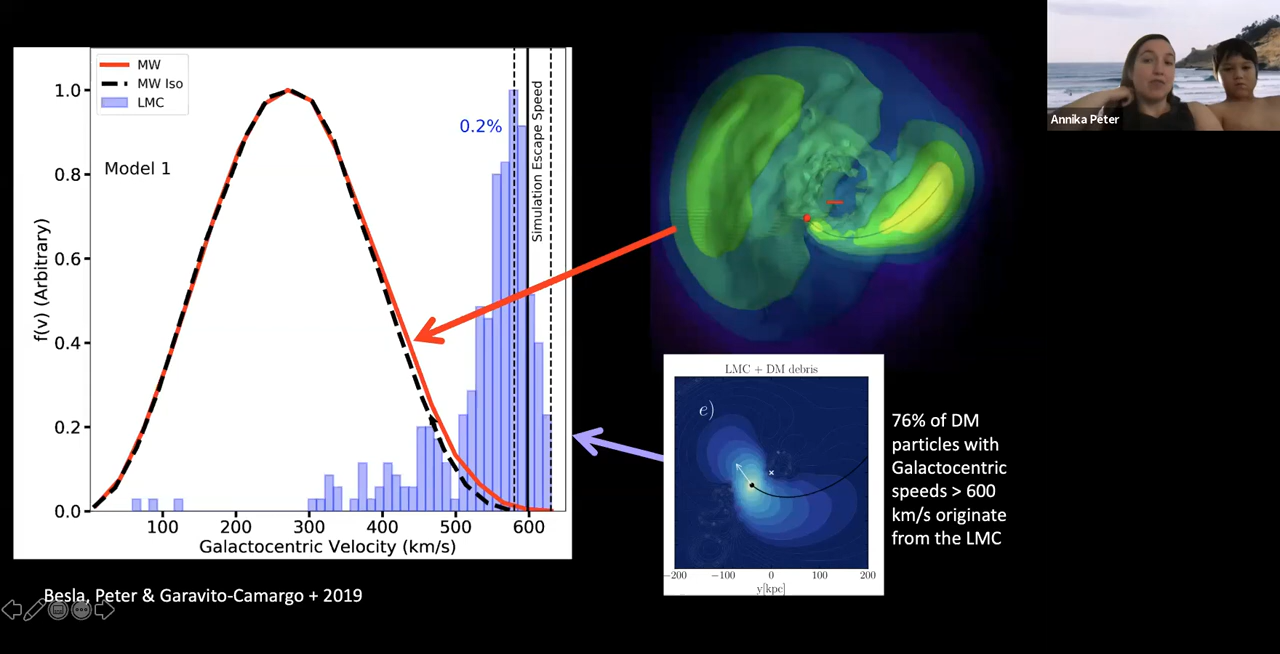 MW
MW Iso
LMC
Model 1
0.2%
Simulation Escape Speed
f(v) (Arbitrary)
1.0
0.8
0.6
0.4
0.2
0.0
100
200
300
400
500
600
Galactocentric Velocity (km/s)
Besla, Peter & Garavito-Camargo + 2019
LMC + DM debris
e)
−200
−100
0
100
200
y[kpc]
76% of DM
particles with
Galactocentric
speeds > 600
km/s originate
from the LMC
Annika Peter